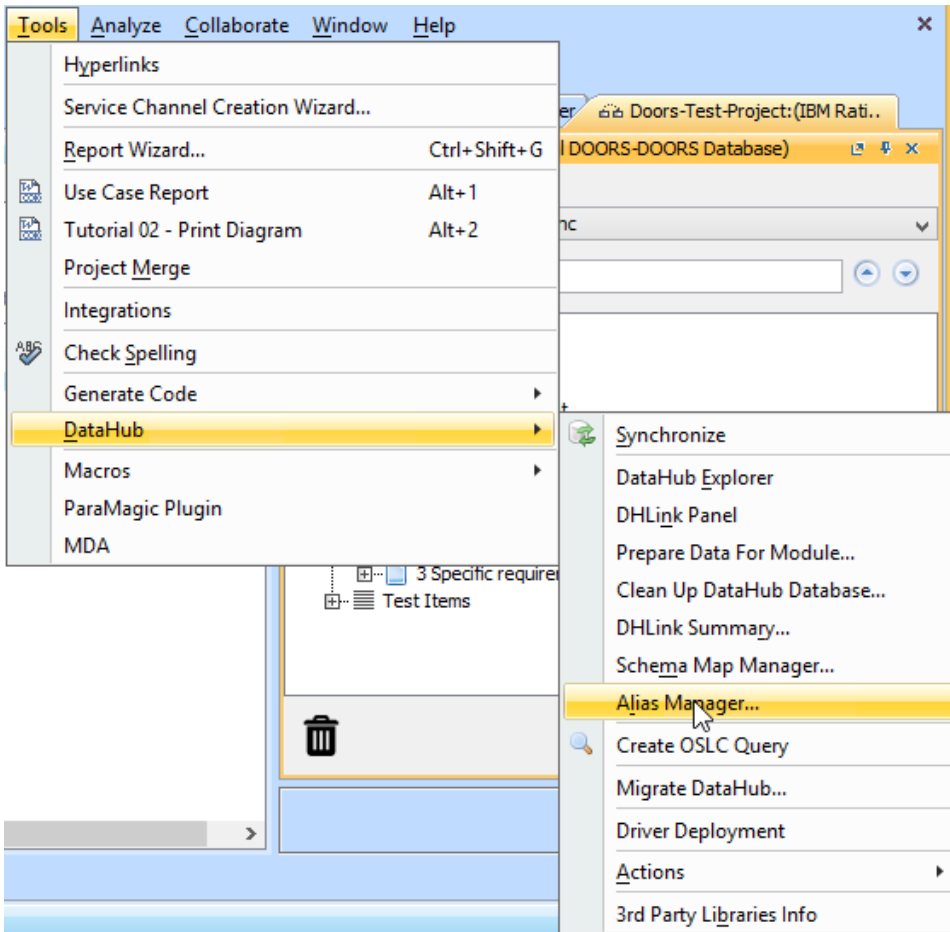 Tools Analyze Collaborate Window Help
Hyperlinks
Service Channel Creation Wizard...
Report Wizard... Ctrl+Shift+G
Use Case Report Alt+1
Tutorial 02 - Print Diagram Alt+2
Project Merge
Integrations
Check Spelling
Generate Code
DataHub
Macros
ParaMagic Plugin
MDA
Doors-Test-Project:(IBM Rati..
DOORS-DOORS Database)
3 Specific require
Test Items
Synchronize
DataHub Explorer
DHLink Panel
Prepare Data For Module...
Clean Up DataHub Database...
DHLink Summary...
Schema Map Manager...
Alias Manager...
Create OSLC Query
Migrate DataHub...
Driver Deployment
Actions
3rd Party Libraries Info